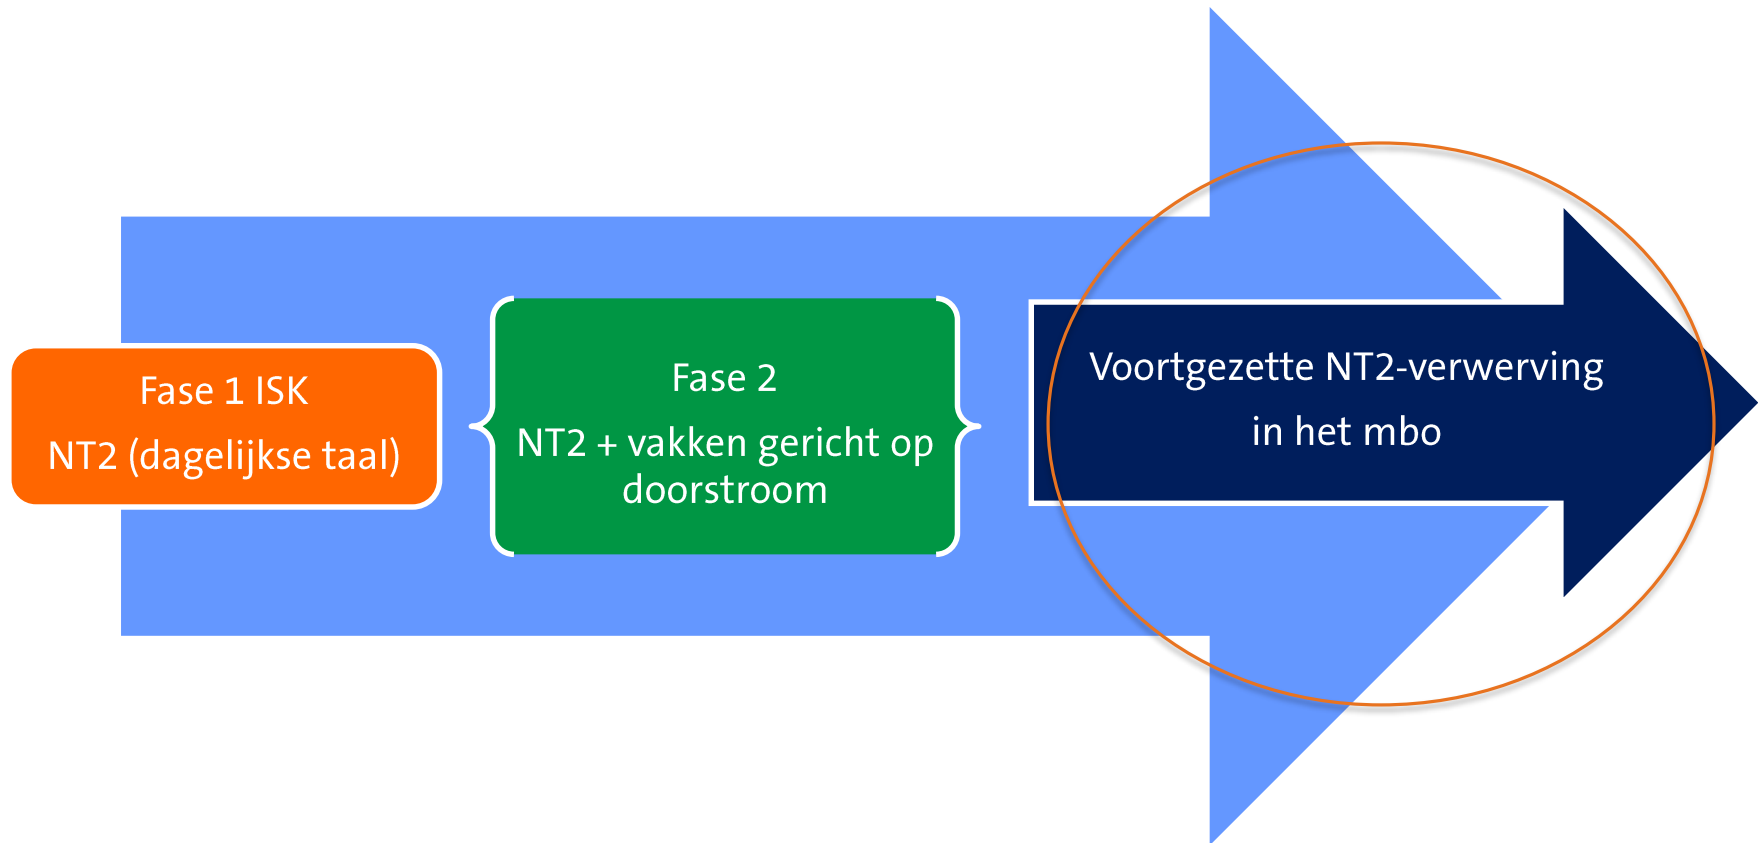 Fase 1 ISK
NT2 (dagelijkse taal)
Fase 2
NT2 + vakken gericht op
doorstroom
Voortgezette NT2-verwerving
in het mbo